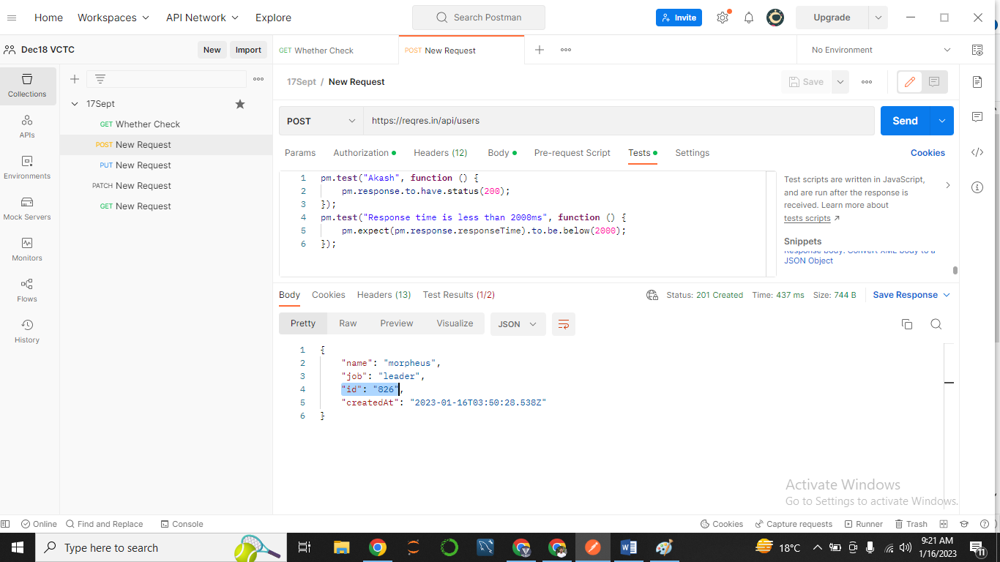 Home
Workspaces
API Network
Explore
Search Postman
Invite
Upgrade
Dec18 VCTC
New
Import
GET Whether Check
POST New Request
No Environment
Collections
APIs
Environments
Mock Servers
Monitors
Flows
History
17Sept
GET Whether Check
POST New Request
PUT New Request
PATCH New Request
GET New Request
17Sept / New Request
Save
POST
https://reqres.in/api/users
Send
Params
Authorization
Headers (12)
Body
Pre-request Script
Tests
Settings
Cookies
1 pm.test("Akash", function () {
2 pm.response.to.have.status(200);
3 });
4 pm.test("Response time is less than 2000ms", function () {
5 pm.expect(pm.response.responseTime).to.be.below(2000);
6 });
Test scripts are written in JavaScript,
and are run after the response is
received. Learn more about
tests scripts ↗
Snippets
Response body: Convert XML body to a
JSON Object
Body
Cookies
Headers (13)
Test Results (1/2)
Status: 201 Created
Time: 437 ms
Size: 744 B
Save Response
Pretty
Raw
Preview
Visualize
JSON
1 {
2 "name": "morpheus",
3 "job": "leader",
4 "id": "826",
5 "createdAt": "2023-01-16T03:50:28.538Z"
6 }
Activate Windows
Go to Settings to activate Windows.
Online
Find and Replace
Console
Cookies
Capture requests
Runner
Trash
Type here to search
18°C
9:21 AM
1/16/2023
11